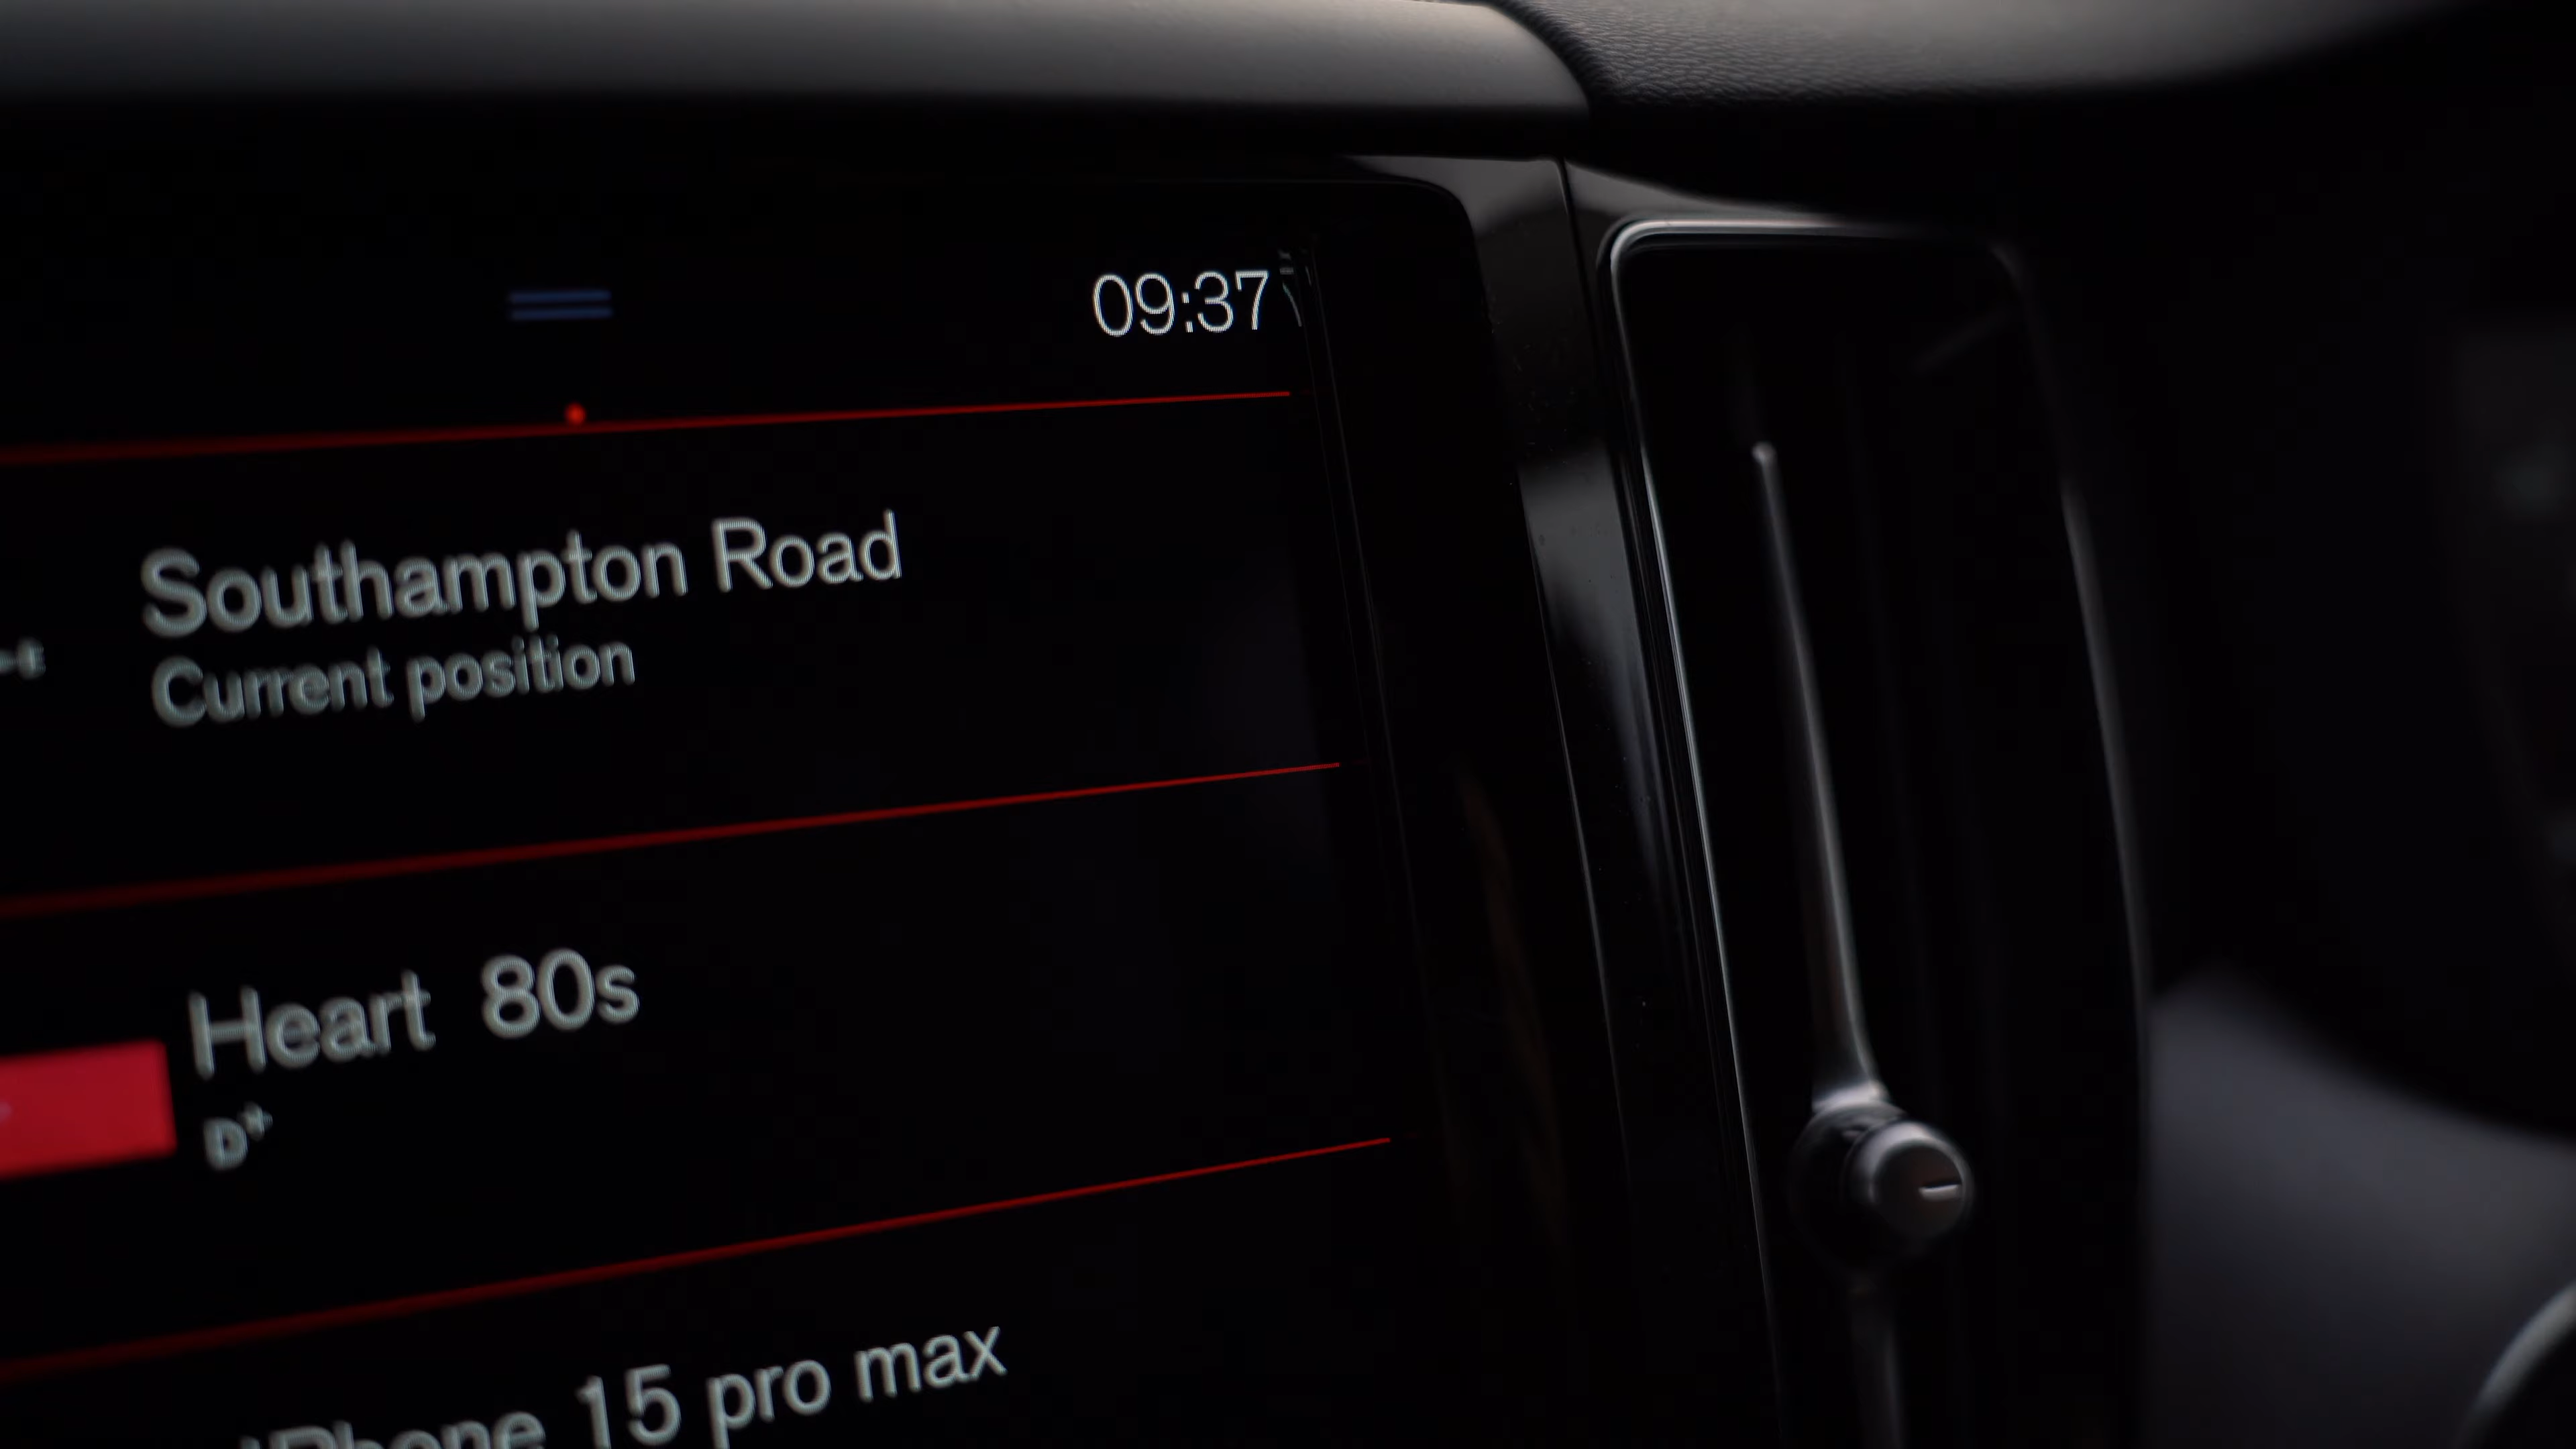 09:37
Southampton Road
Current position
Heart 80s
D+
iPhone 15 pro max